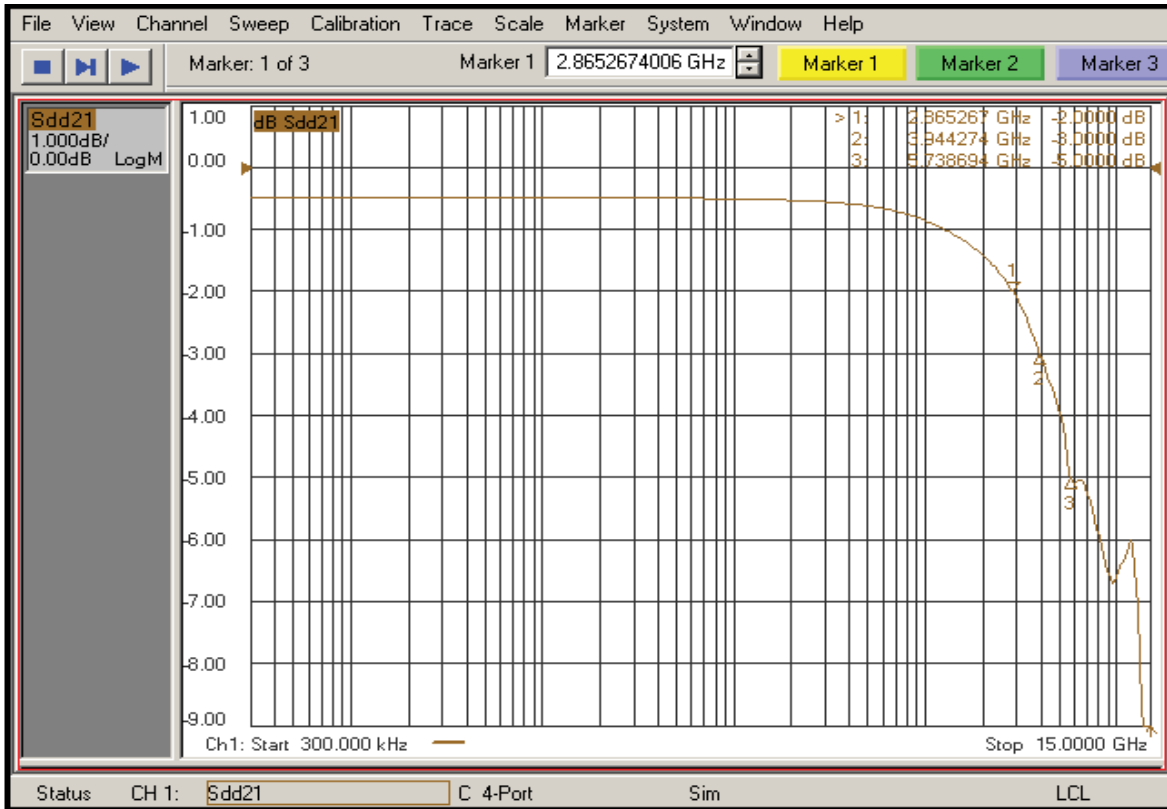 File View Channel Sweep Calibration Trace Scale Marker System Window Help
Marker: 1 of 3 Marker 1 2.8652674006 GHz Marker 1 Marker 2 Marker 3
Sdd21
1.000dB/
0.00dB LogM
dB Sdd21
> 1: 2.865267 GHz -2.0000 dB
2: 3.944274 GHz -3.0000 dB
3: 5.738694 GHz -5.0000 dB
1.00
0.00
-1.00
-2.00
-3.00
-4.00
-5.00
-6.00
-7.00
-8.00
-9.00
1
2
3
Ch1: Start 300.000 kHz Stop 15.0000 GHz
Status CH 1: Sdd21 C 4-Port Sim LCL